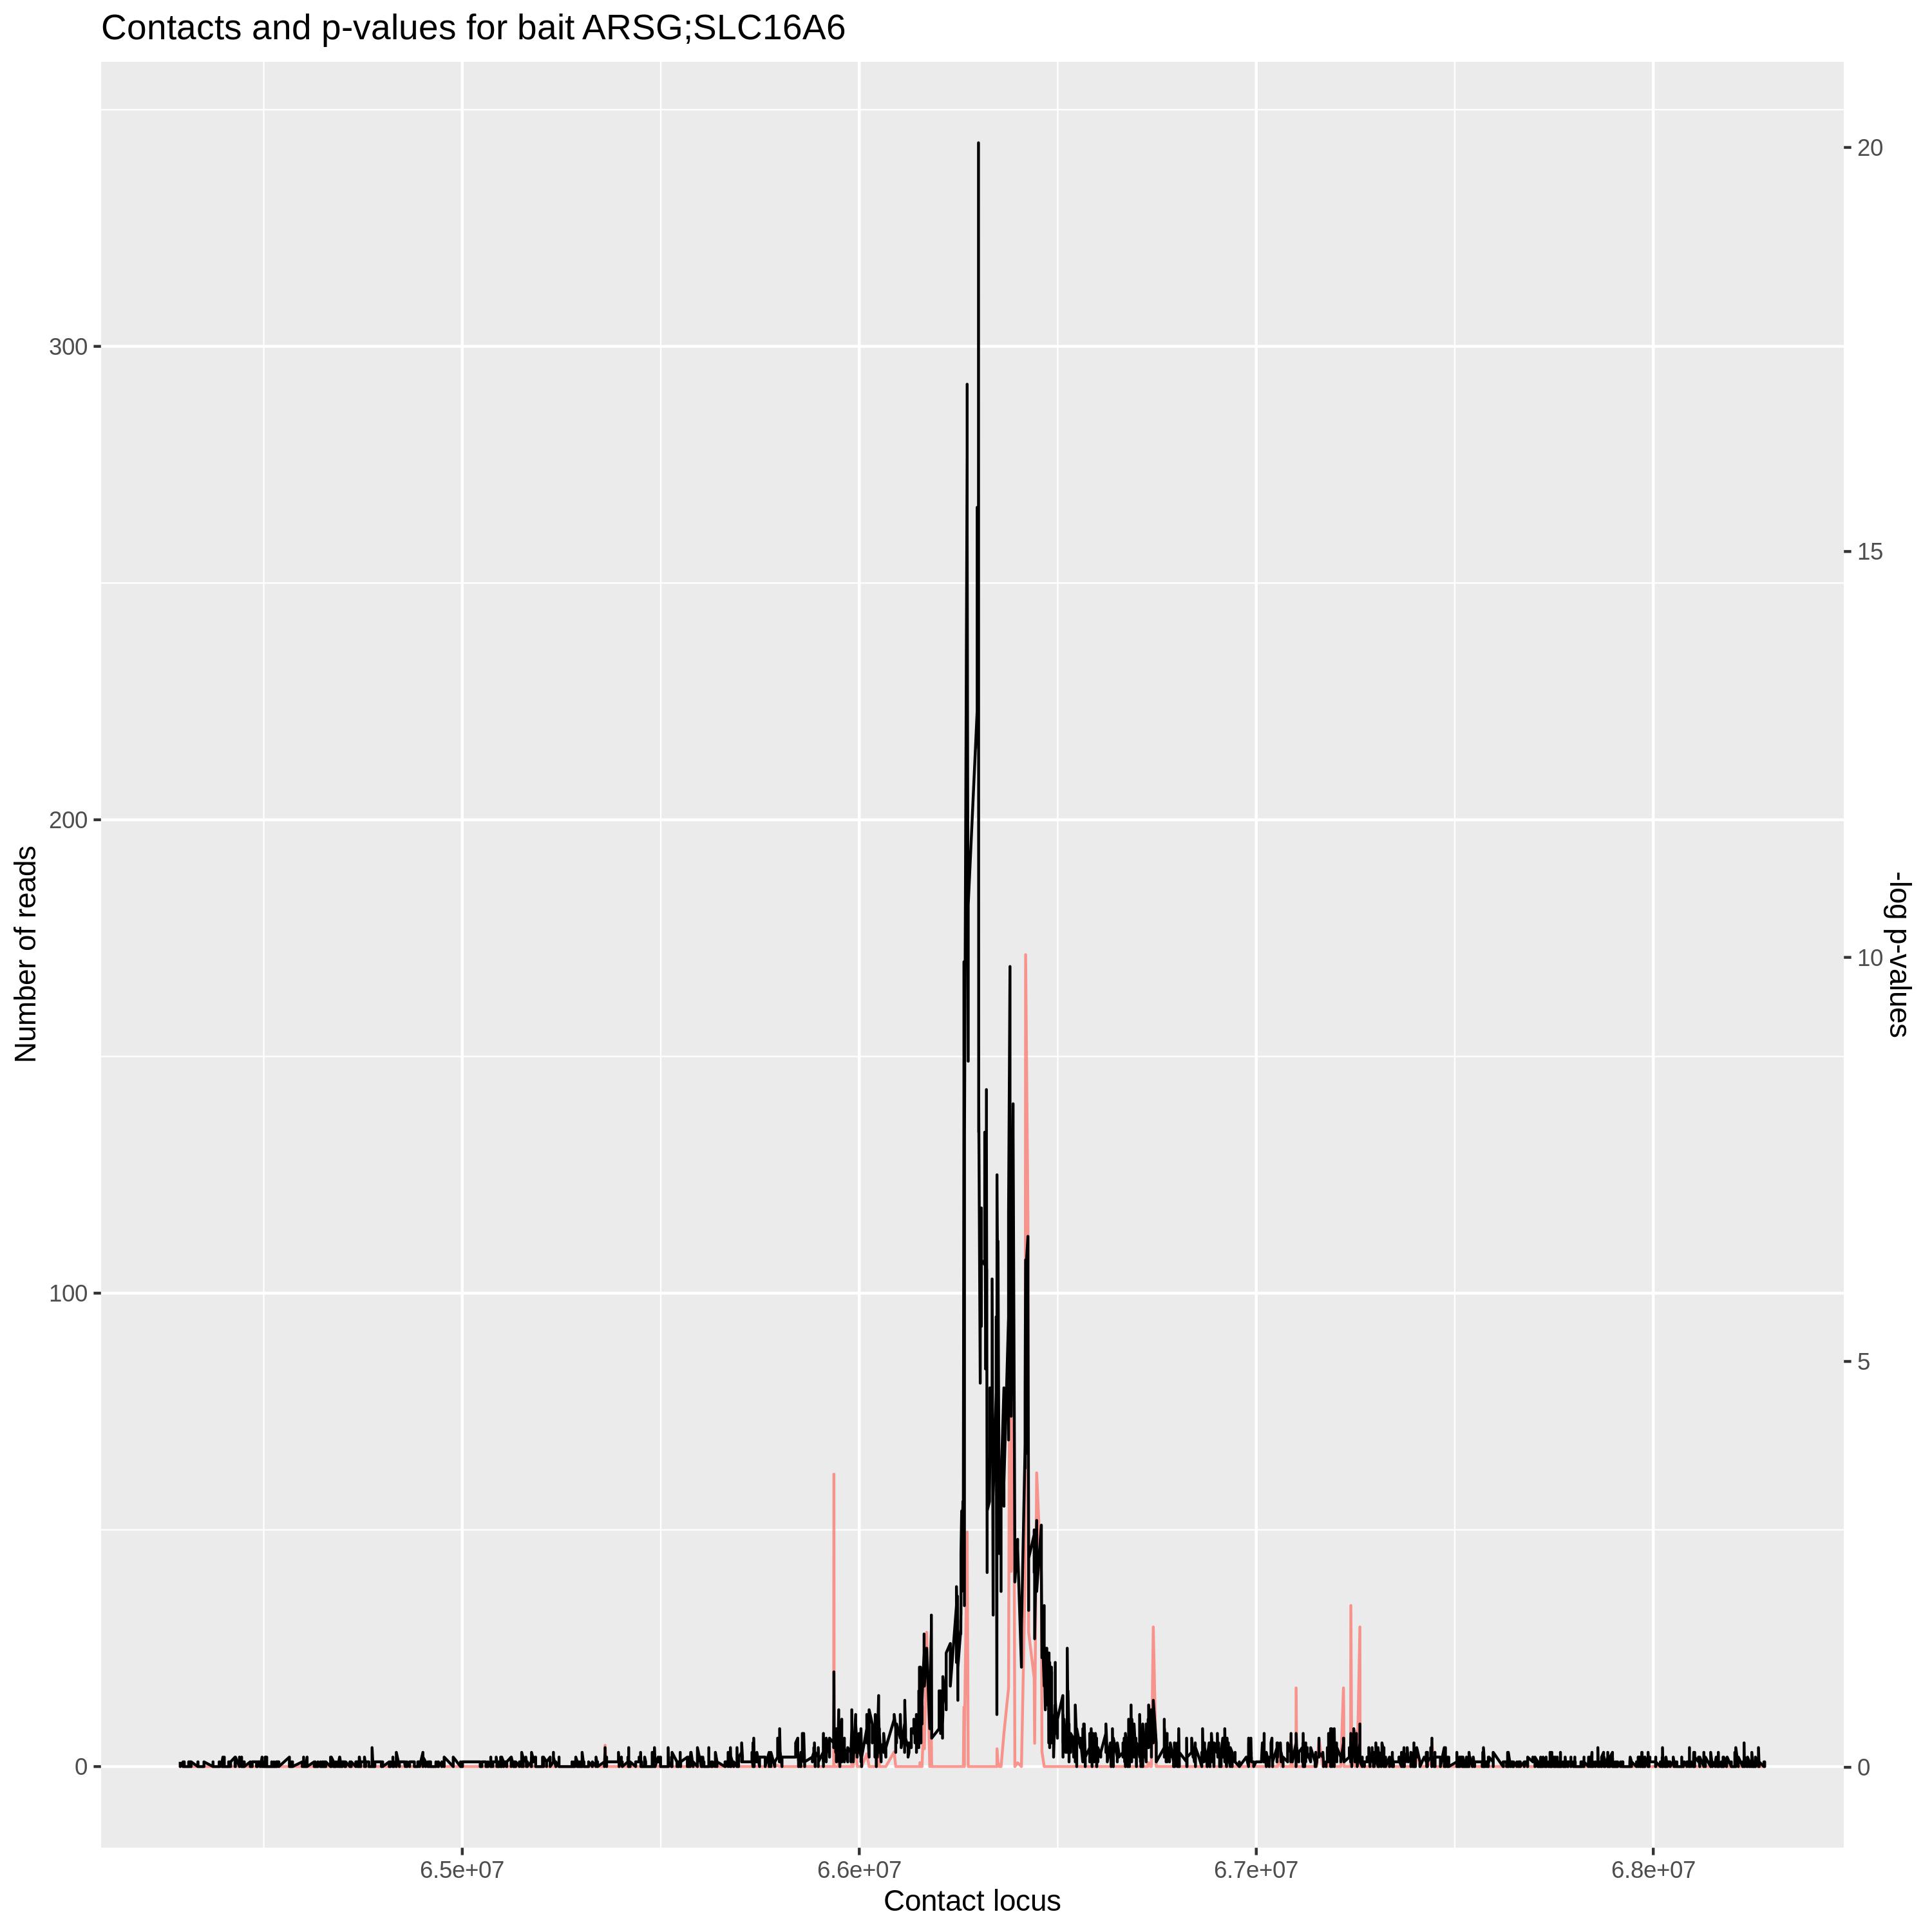 Contacts and p-values for bait ARSG;SLC16A6
300
200
100
0
Number of reads
20
15
10
5
0
-log p-values
6.5e+07 6.6e+07 6.7e+07 6.8e+07
Contact locus